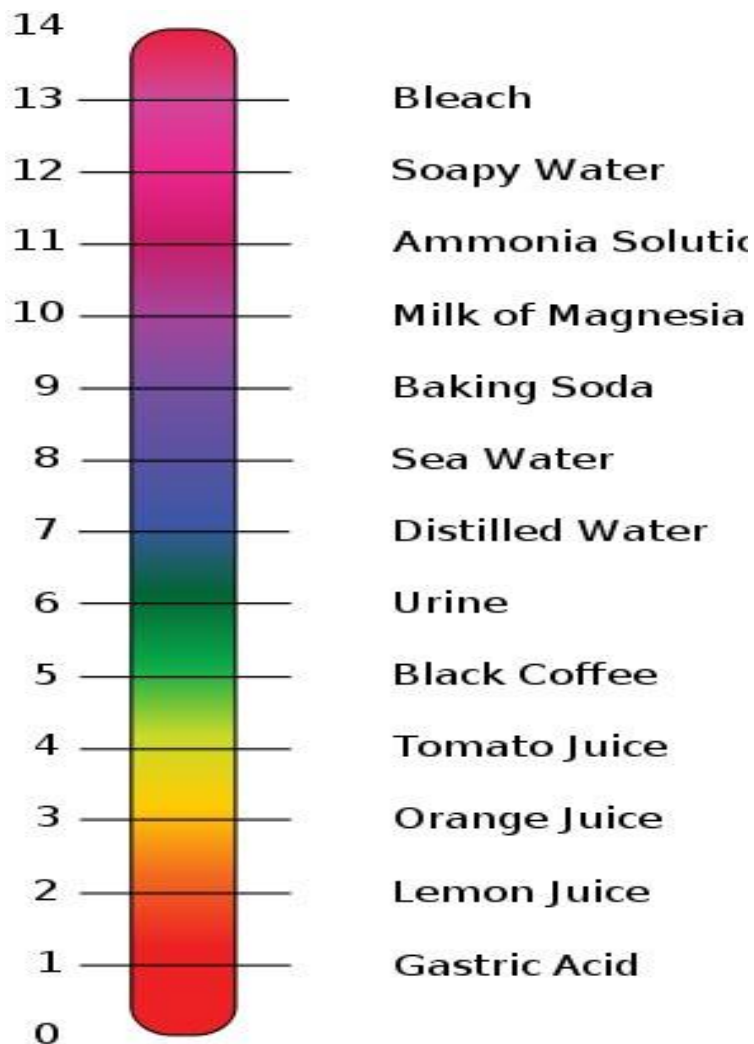 14
13 Bleach
12 Soapy Water
11 Ammonia Solutio
10 Milk of Magnesia
9 Baking Soda
8 Sea Water
7 Distilled Water
6 Urine
5 Black Coffee
4 Tomato Juice
3 Orange Juice
2 Lemon Juice
1 Gastric Acid
0